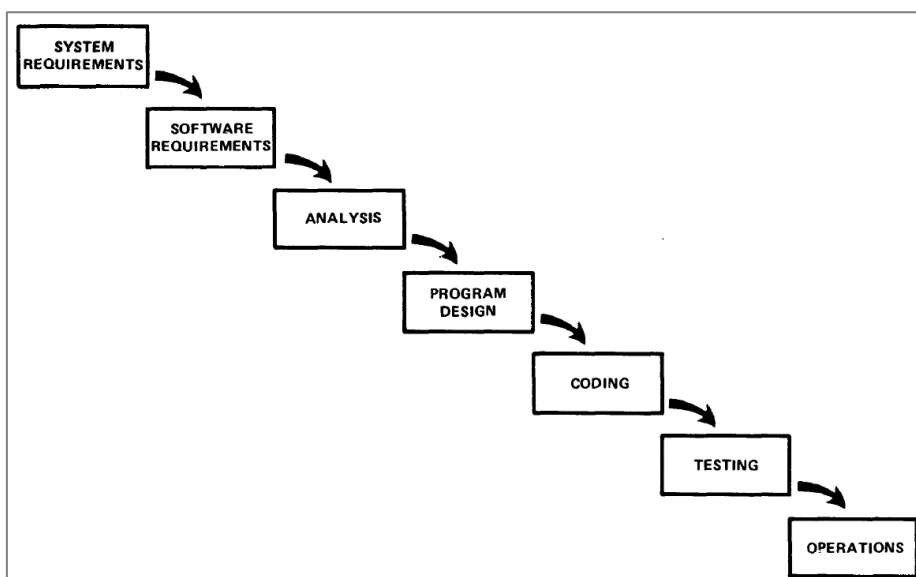 SYSTEM
REQUIREMENTS
SOFTWARE
REQUIREMENTS
ANALYSIS
PROGRAM
DESIGN
CODING
TESTING
OPERATIONS